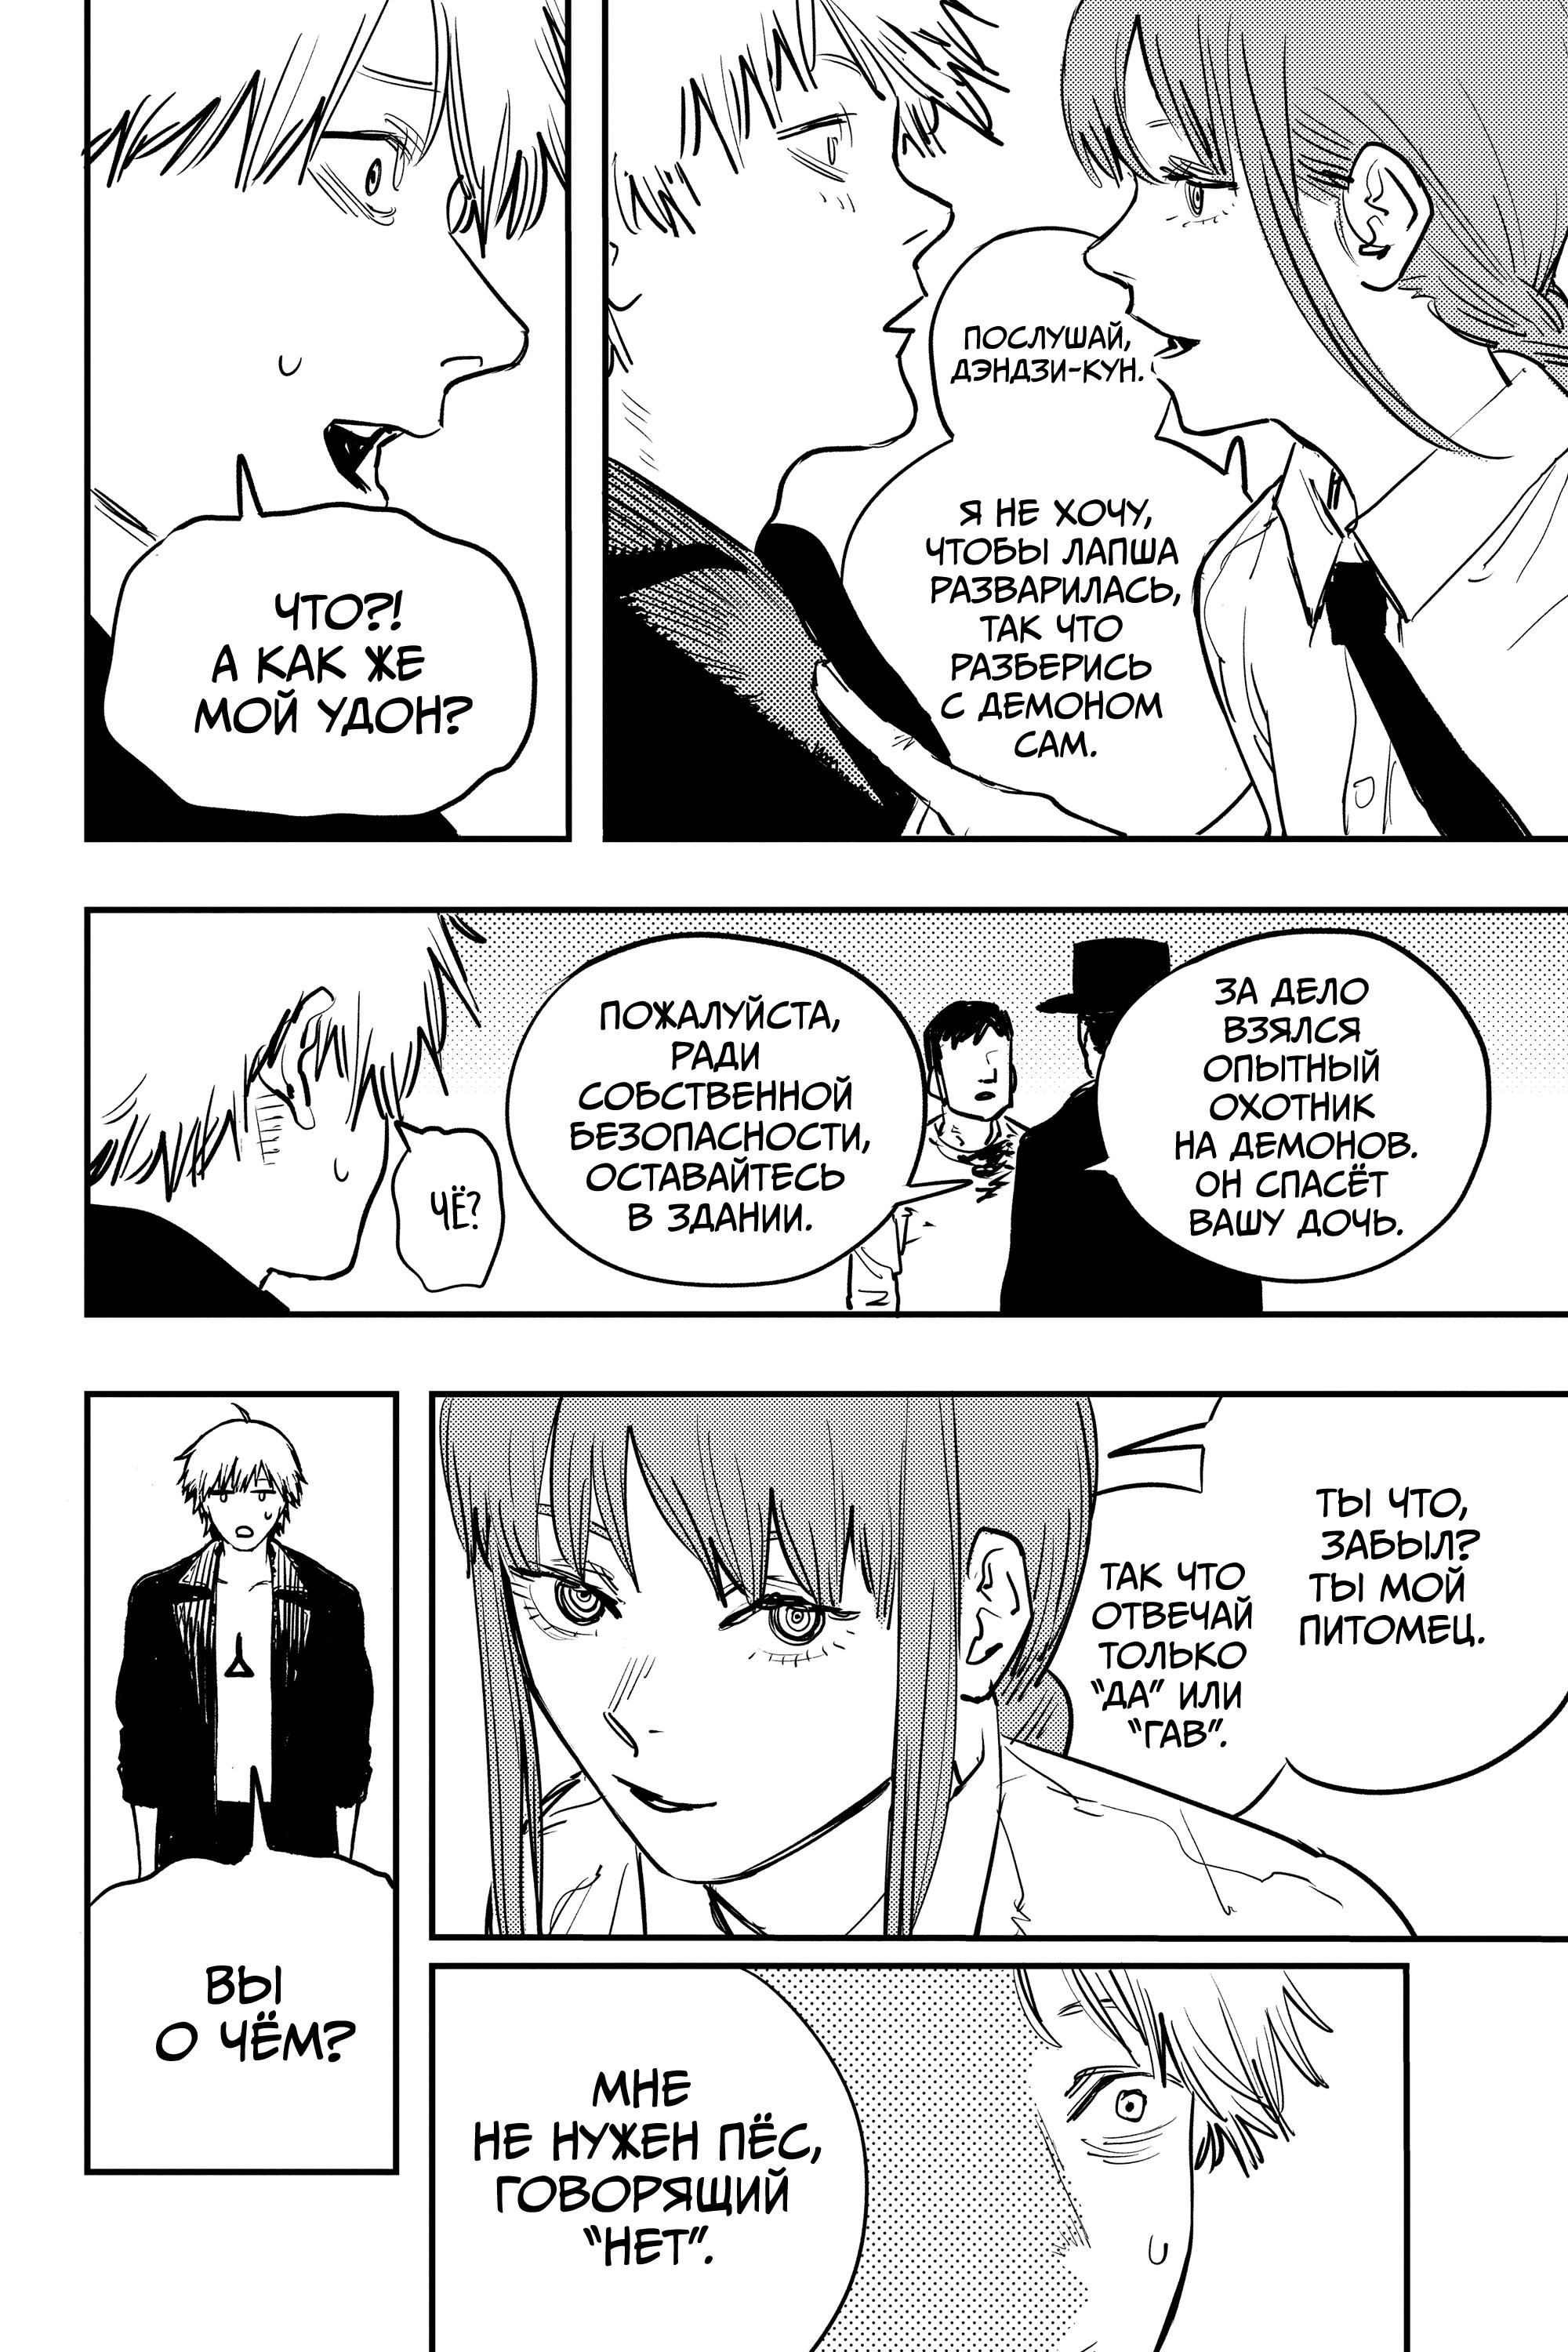 ПОСЛУШАЙ,
ДЭНДЗИ-КУН.
Я НЕ ХОЧУ,
ЧТОБЫ ЛАПША
РАЗВАРИЛАСЬ,
ТАК ЧТО
РАЗБЕРИСЬ
С ДЕМОНОМ
САМ.
ЧТО?!
А КАК ЖЕ
МОЙ УДОН?
ЗА ДЕЛО
ВЗЯЛСЯ
ОПЫТНЫЙ
ОХОТНИК
НА ДЕМОНОВ.
ОН СПАСЁТ
ВАШУ ДОЧЬ.
ПОЖАЛУЙСТА,
РАДИ
СОБСТВЕННОЙ
БЕЗОПАСНОСТИ,
ОСТАВАЙТЕСЬ
В ЗДАНИИ.
ЧЁ?
ТЫ ЧТО,
ЗАБЫЛ?
ТЫ МОЙ
ПИТОМЕЦ.
ТАК ЧТО
ОТВЕЧАЙ
ТОЛЬКО
“ДА” ИЛИ
“ГАВ”.
ВЫ
О ЧЁМ?
МНЕ
НЕ НУЖЕН ПЁС,
ГОВОРЯЩИЙ
“НЕТ”.